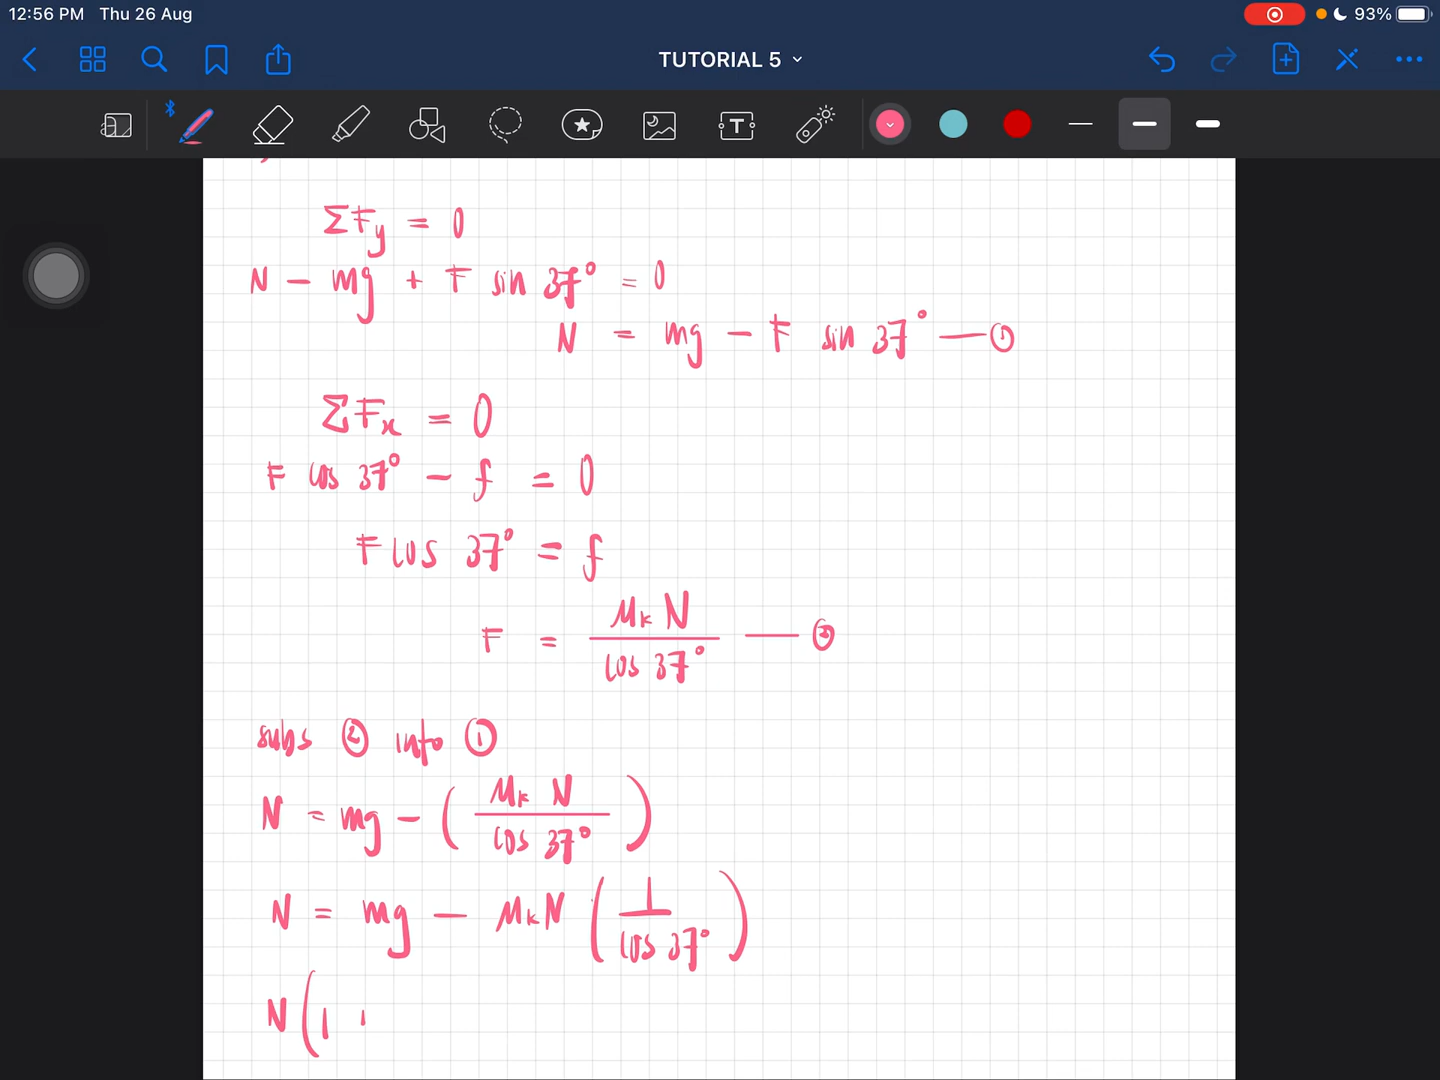 12:56 PM Thu 26 Aug 93%
TUTORIAL 5
T
ΣFy = 0
N - mg + F sin 37° = 0
N = mg - F sin 37° — ①
ΣFx = 0
F cos 37° - f = 0
F cos 37° = f
F = μk N / cos 37° — ②
subs ② into ①
N = mg - ( μk N / cos 37° )
N = mg - μk N ( 1 / cos 37° )
N ( 1